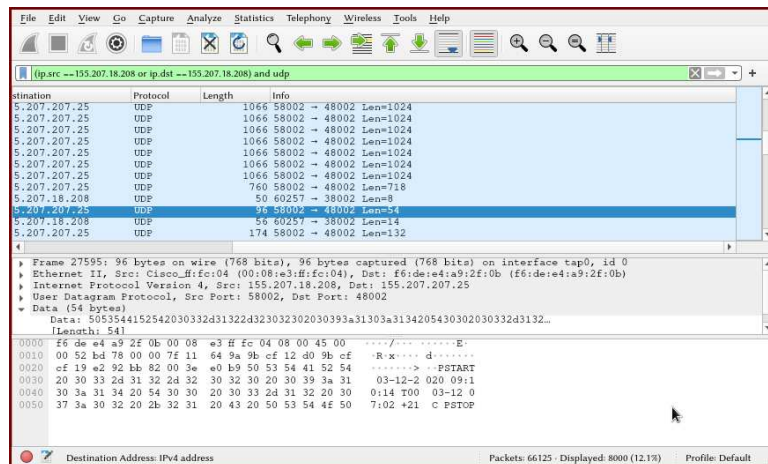 File Edit View Go Capture Analyze Statistics Telephony Wireless Tools Help
(ip.src ==155.207.18.208 or ip.dst ==155.207.18.208) and udp
stination Protocol Length Info
5.207.207.25 UDP 1066 58002 → 48002 Len=1024
5.207.207.25 UDP 1066 58002 → 48002 Len=1024
5.207.207.25 UDP 1066 58002 → 48002 Len=1024
5.207.207.25 UDP 1066 58002 → 48002 Len=1024
5.207.207.25 UDP 1066 58002 → 48002 Len=1024
5.207.207.25 UDP 1066 58002 → 48002 Len=1024
5.207.207.25 UDP 760 58002 → 48002 Len=718
5.207.18.208 UDP 50 60257 → 38002 Len=8
5.207.207.25 UDP 96 58002 → 48002 Len=54
5.207.18.208 UDP 56 60257 → 38002 Len=14
5.207.207.25 UDP 174 58002 → 48002 Len=132
Frame 27595: 96 bytes on wire (768 bits), 96 bytes captured (768 bits) on interface tap0, id 0
Ethernet II, Src: Cisco_ff:fc:04 (00:08:e3:ff:fc:04), Dst: f6:de:e4:a9:2f:0b (f6:de:e4:a9:2f:0b)
Internet Protocol Version 4, Src: 155.207.18.208, Dst: 155.207.207.25
User Datagram Protocol, Src Port: 58002, Dst Port: 48002
Data (54 bytes)
Data: 505354415254203033 2d31322d323032302030393a31303a31342054303020203033 2d3132…
[Length: 54]
0000 f6 de e4 a9 2f 0b 00 08 e3 ff fc 04 08 00 45 00 ····/··· ······E·
0010 00 52 bd 78 00 00 7f 11 64 9a 9b cf 12 d0 9b cf ·R·x···· d·······
0020 cf 19 e2 92 bb 82 00 3e e0 b9 50 53 54 41 52 54 ·······> ··PSTART
0030 20 30 33 2d 31 32 2d 32 30 32 30 20 30 39 3a 31 03-12-2 020 09:1
0040 30 3a 31 34 20 54 30 30 20 20 30 33 2d 31 32 20 30 0:14 T00 03-12 0
0050 37 3a 30 32 20 2b 32 31 20 43 20 50 53 54 4f 50 7:02 +21 C PSTOP
Destination Address: IPv4 address Packets: 66125 · Displayed: 8000 (12.1%) Profile: Default